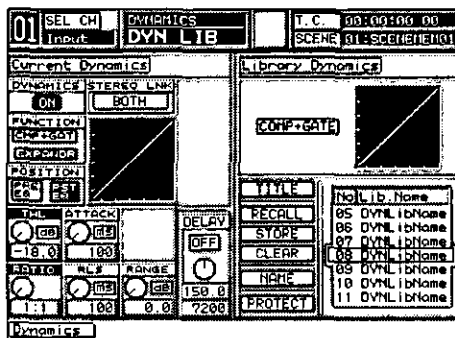 01 SEL CH Input DYNAMICS DYN LIB T.C. 00:00:00 00
SCENE 01:SCENEMEM01
Current Dynamics
Library Dynamics
DYNAMICS ON
STEREO LNK BOTH
FUNCTION
CMP+GAT
EXPANDR
POSITION
PRE EQ PST EQ
COMP+GATE
THL dB -18.0
ATTACK mS 100
DELAY OFF 150.0 7200
RATIO 1:1
RLS mS 100
RANGE dB 0.0
TITLE
RECALL
STORE
CLEAR
NAME
PROTECT
No Lib.Name
05 DYNLibName
06 DYNLibName
07 DYNLibName
08 DYNLibName
09 DYNLibName
10 DYNLibName
11 DYNLibName
Dynamics